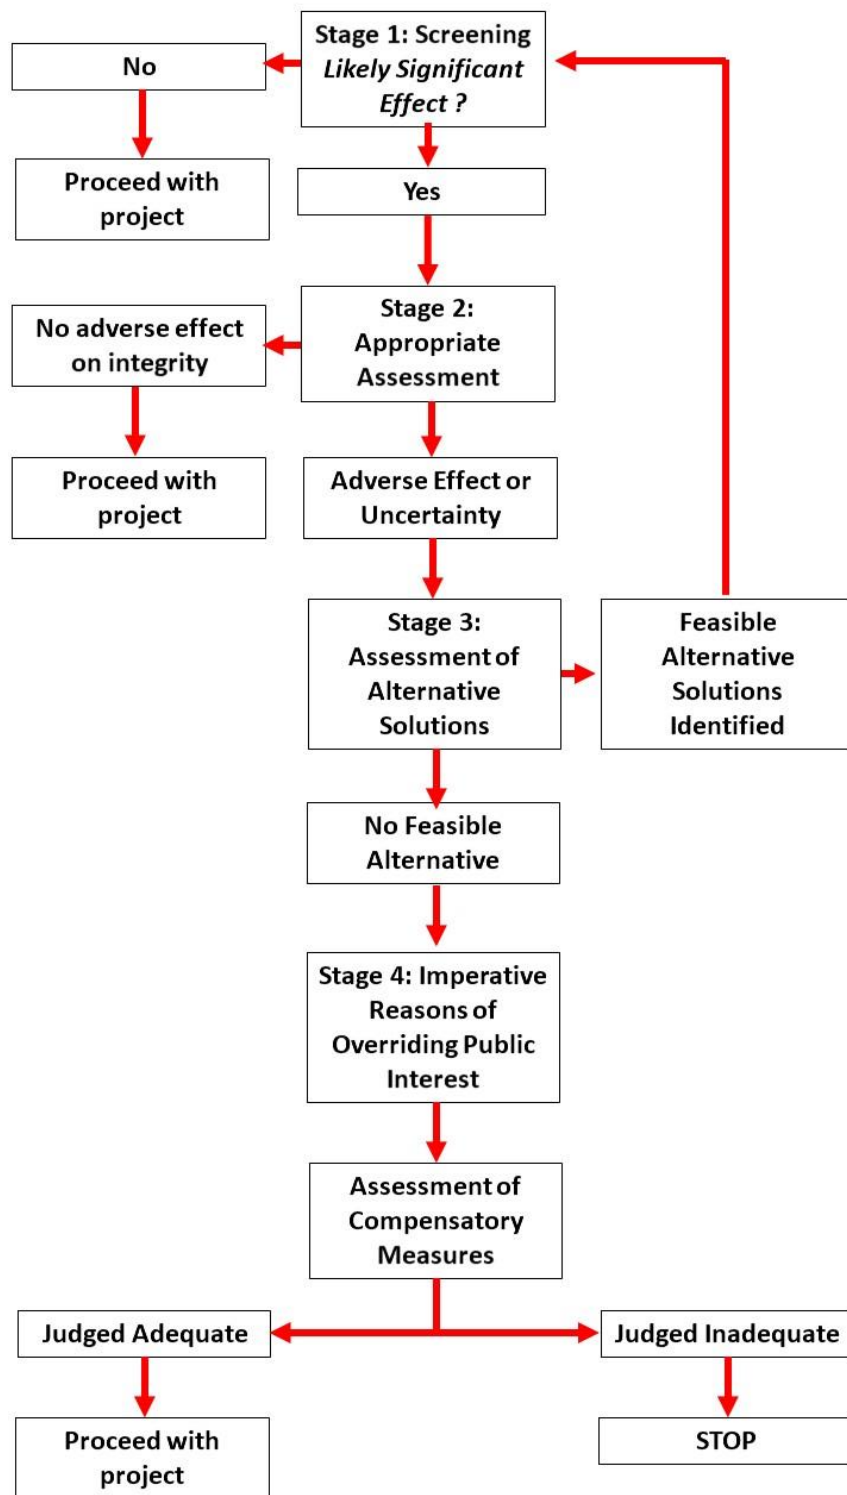 Stage 1: Screening
Likely Significant
Effect ?
No
Proceed with
project
Yes
Stage 2:
Appropriate
Assessment
No adverse effect
on integrity
Proceed with
project
Adverse Effect or
Uncertainty
Stage 3:
Assessment of
Alternative
Solutions
Feasible
Alternative
Solutions
Identified
No Feasible
Alternative
Stage 4: Imperative
Reasons of
Overriding Public
Interest
Assessment of
Compensatory
Measures
Judged Adequate
Judged Inadequate
Proceed with
project
STOP